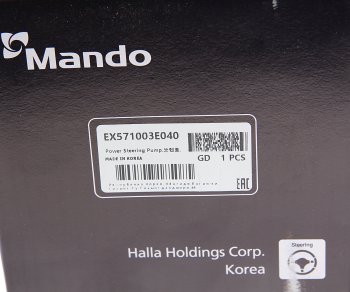 Mando
EX571003E040
Power Steering Pump,
MADE IN KOREA
GD 1 PCS
EAC
Halla Holdings Corp.
Korea
Steering